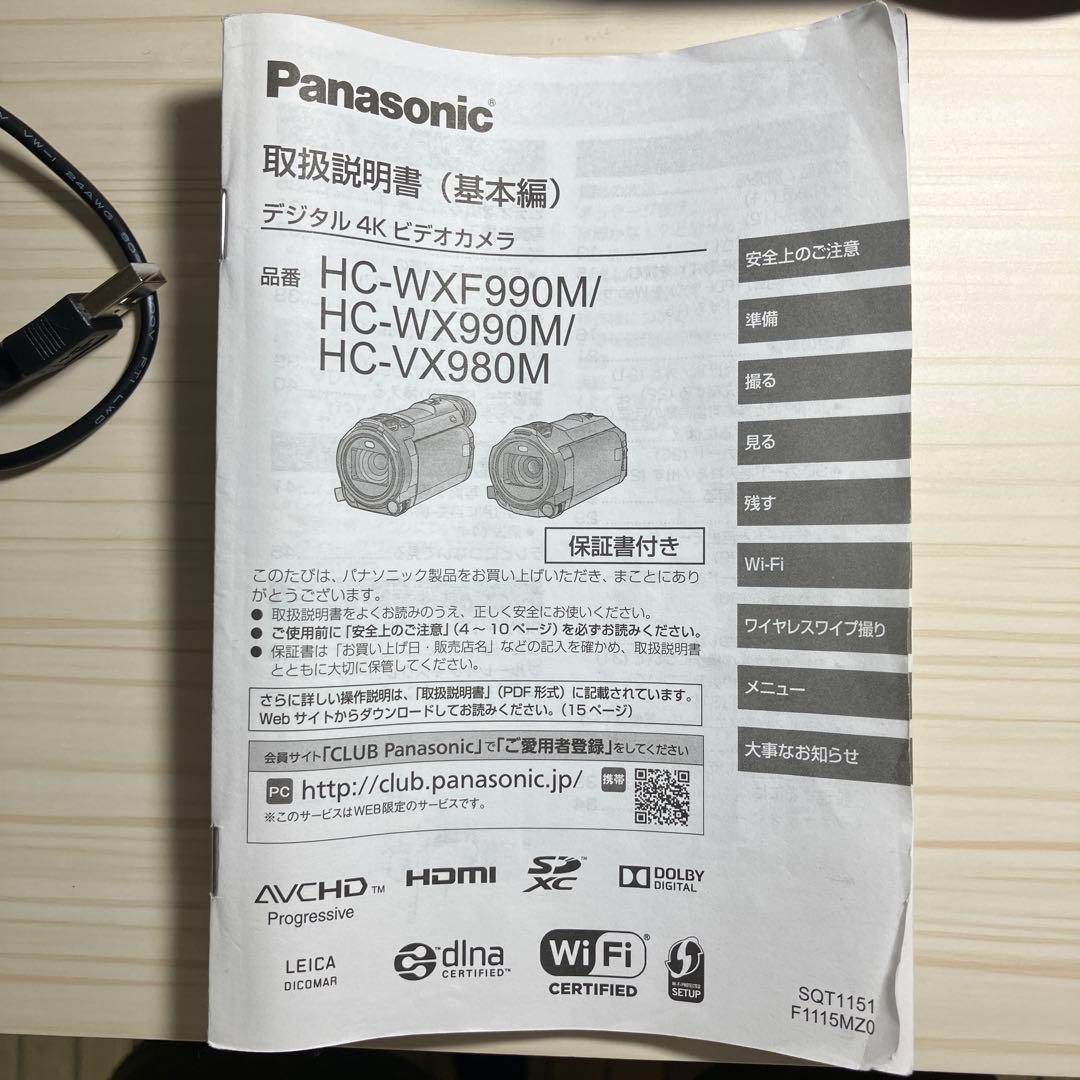 Panasonic®
取扱説明書（基本編）
デジタル 4K ビデオカメラ
品番 HC-WXF990M/
HC-WX990M/
HC-VX980M
保証書付き
このたびは、パナソニック製品をお買い上げいただき、まことにあり
がとうございます。
● 取扱説明書をよくお読みのうえ、正しく安全にお使いください。
● ご使用前に「安全上のご注意」（4 ～ 10 ページ）を必ずお読みください。
● 保証書は「お買い上げ日・販売店名」などの記入を確かめ、取扱説明書
とともに大切に保管してください。
さらに詳しい操作説明は、「取扱説明書」（PDF 形式）に記載されています。
Web サイトからダウンロードしてお読みください。（15 ページ）
会員サイト「CLUB Panasonic」で「ご愛用者登録」をしてください
PC http://club.panasonic.jp/ 携帯
※このサービスはWEB限定のサービスです。
AVCHD™
Progressive
HDMI
SD XC™
DOLBY
DIGITAL
LEICA
DICOMAR
dlna
CERTIFIED™
Wi Fi®
CERTIFIED
WI-FI PROTECTED
SETUP
安全上のご注意
準備
撮る
見る
残す
Wi-Fi
ワイヤレスワイプ撮り
メニュー
大事なお知らせ
SQT1151
F1115MZ0
VW-1 24AWG